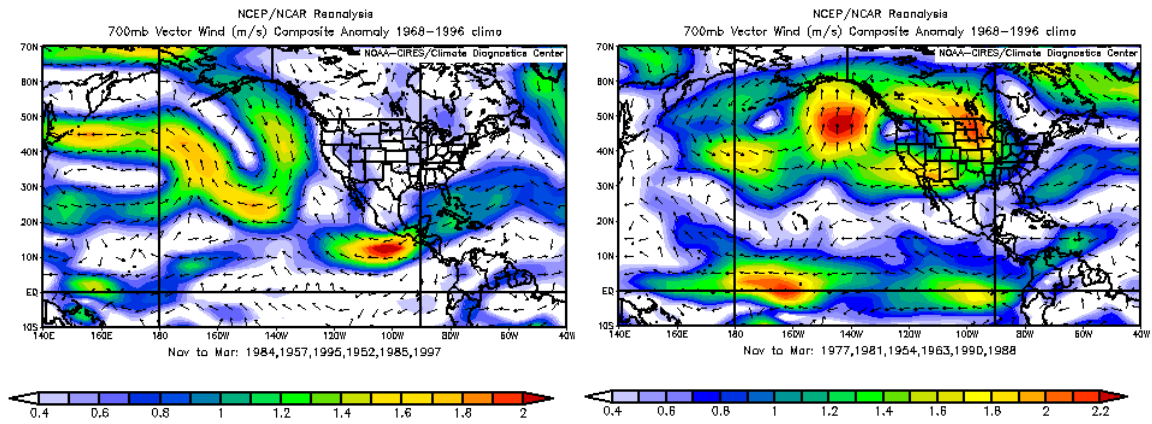 NCEP/NCAR Reanalysis
700mb Vector Wind (m/s) Composite Anomaly 1968-1996 climo
NOAA-CIRES/Climate Diagnostics Center
70N
60N
50N
40N
30N
20N
10N
EQ
10S
140E 160E 180 160W 140W 120W 100W 80W 60W 40W
Nov to Mar: 1984,1957,1995,1952,1985,1997
0.4 0.6 0.8 1 1.2 1.4 1.6 1.8 2
NCEP/NCAR Reanalysis
700mb Vector Wind (m/s) Composite Anomaly 1968-1996 climo
NOAA-CIRES/Climate Diagnostics Center
70N
60N
50N
40N
30N
20N
10N
EQ
10S
140E 160E 180 160W 140W 120W 100W 80W 60W 40W
Nov to Mar: 1977,1981,1954,1963,1990,1988
0.4 0.6 0.8 1 1.2 1.4 1.6 1.8 2 2.2